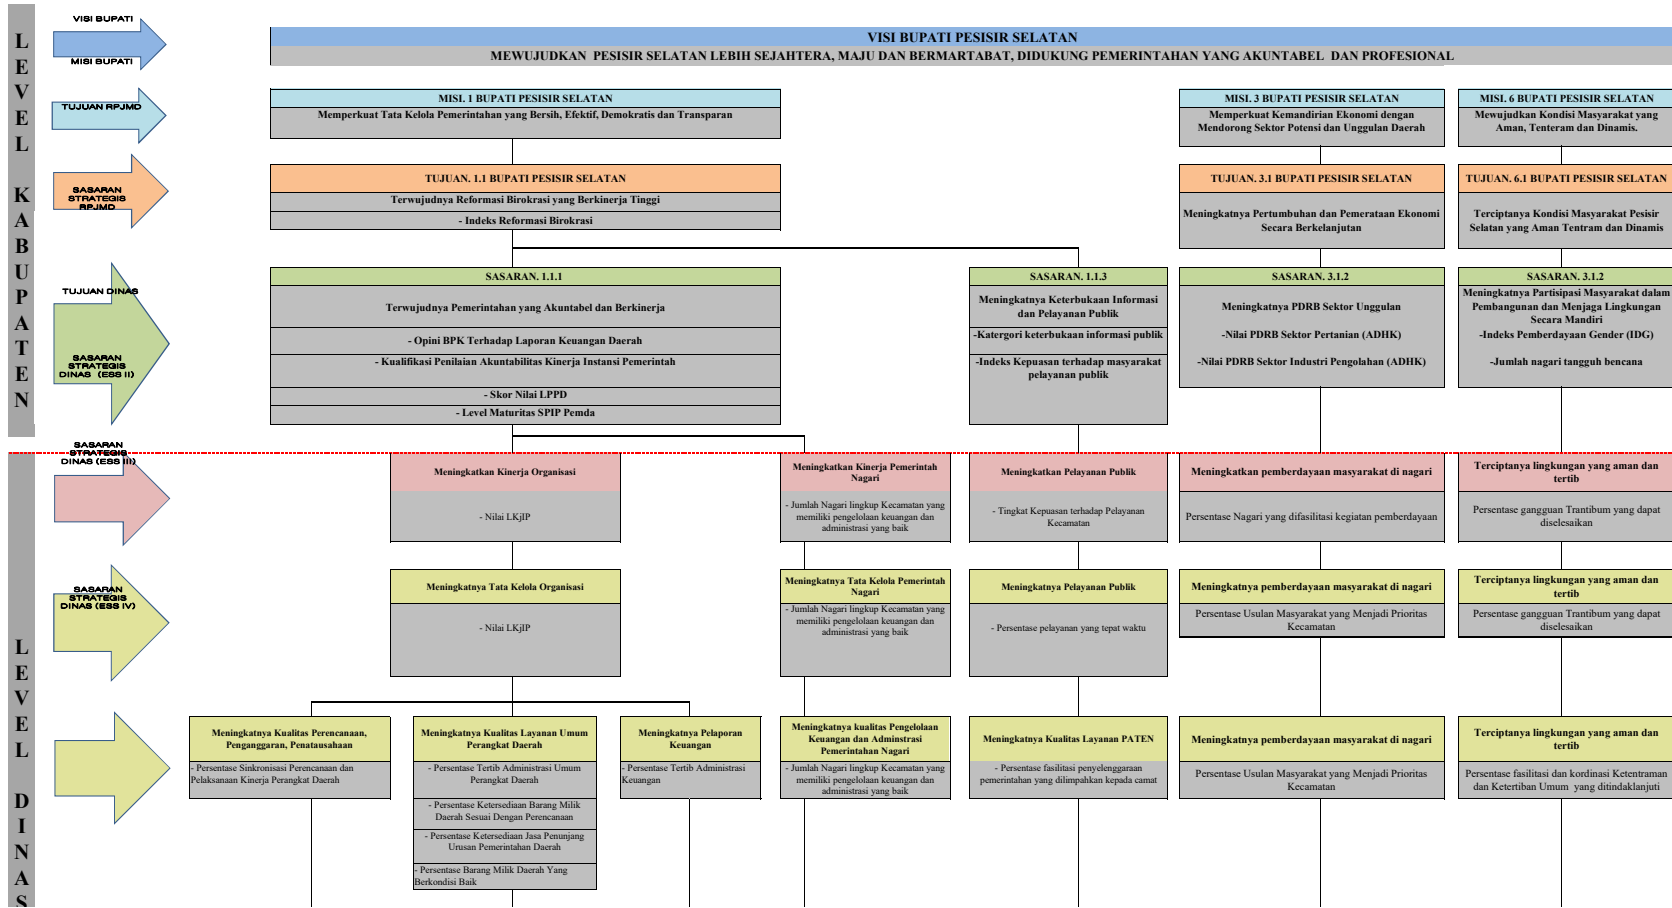 LEVEL KABUPATEN
VISI BUPATI
MISI BUPATI
VISI BUPATI PESISIR SELATAN
MEWUJUDKAN PESISIR SELATAN LEBIH SEJAHTERA, MAJU DAN BERMARTABAT, DIDUKUNG PEMERINTAHAN YANG AKUNTABEL DAN PROFESIONAL
TUJUAN RPJMD
MISI. 1 BUPATI PESISIR SELATAN
Memperkuat Tata Kelola Pemerintahan yang Bersih, Efektif, Demokratis dan Transparan
MISI. 3 BUPATI PESISIR SELATAN
Memperkuat Kemandirian Ekonomi dengan
Mendorong Sektor Potensi dan Unggulan Daerah
MISI. 6 BUPATI PESISIR SELATAN
Mewujudkan Kondisi Masyarakat yang
Aman, Tenteram dan Dinamis.
SASARAN
STRATEGIS
RPJMD
TUJUAN. 1.1 BUPATI PESISIR SELATAN
Terwujudnya Reformasi Birokrasi yang Berkinerja Tinggi
- Indeks Reformasi Birokrasi
TUJUAN. 3.1 BUPATI PESISIR SELATAN
Meningkatnya Pertumbuhan dan Pemerataan Ekonomi
Secara Berkelanjutan
TUJUAN. 6.1 BUPATI PESISIR SELATAN
Terciptanya Kondisi Masyarakat Pesisir
Selatan yang Aman Tentram dan Dinamis
TUJUAN DINAS
SASARAN
STRATEGIS
DINAS (ESS II)
SASARAN. 1.1.1
Terwujudnya Pemerintahan yang Akuntabel dan Berkinerja
- Opini BPK Terhadap Laporan Keuangan Daerah
- Kualifikasi Penilaian Akuntabilitas Kinerja Instansi Pemerintah
- Skor Nilai LPPD
- Level Maturitas SPIP Pemda
SASARAN. 1.1.3
Meningkatnya Keterbukaan Informasi
dan Pelayanan Publik
-Katergori keterbukaan informasi publik
-Indeks Kepuasan terhadap masyarakat
pelayanan publik
SASARAN. 3.1.2
Meningkatnya PDRB Sektor Unggulan
-Nilai PDRB Sektor Pertanian (ADHK)
-Nilai PDRB Sektor Industri Pengolahan (ADHK)
SASARAN. 3.1.2
Meningkatnya Partisipasi Masyarakat dalam
Pembangunan dan Menjaga Lingkungan
Secara Mandiri
-Indeks Pemberdayaan Gender (IDG)
-Jumlah nagari tangguh bencana
LEVEL DINAS
SASARAN
STRATEGIS
DINAS (ESS III)
Meningkatkan Kinerja Organisasi
- Nilai LKjIP
Meningkatkan Kinerja Pemerintah
Nagari
- Jumlah Nagari lingkup Kecamatan yang
memiliki pengelolaan keuangan dan
administrasi yang baik
Meningkatkan Pelayanan Publik
- Tingkat Kepuasan terhadap Pelayanan
Kecamatan
Meningkatkan pemberdayaan masyarakat di nagari
Persentase Nagari yang difasilitasi kegiatan pemberdayaan
Terciptanya lingkungan yang aman dan
tertib
Persentase gangguan Trantibum yang dapat
diselesaikan
SASARAN
STRATEGIS
DINAS (ESS IV)
Meningkatnya Tata Kelola Organisasi
- Nilai LKjIP
Meningkatnya Tata Kelola Pemerintah
Nagari
- Jumlah Nagari lingkup Kecamatan yang
memiliki pengelolaan keuangan dan
administrasi yang baik
Meningkatnya Pelayanan Publik
- Persentase pelayanan yang tepat waktu
Meningkatnya pemberdayaan masyarakat di nagari
Persentase Usulan Masyarakat yang Menjadi Prioritas
Kecamatan
Terciptanya lingkungan yang aman dan
tertib
Persentase gangguan Trantibum yang dapat
diselesaikan
Meningkatnya Kualitas Perencanaan,
Penganggaran, Penatausahaan
- Persentase Sinkronisasi Perencanaan dan
Pelaksanaan Kinerja Perangkat Daerah
Meningkatnya Kualitas Layanan Umum
Perangkat Daerah
- Persentase Tertib Administrasi Umum
Perangkat Daerah
- Persentase Ketersediaan Barang Milik
Daerah Sesuai Dengan Perencanaan
- Persentase Ketersediaan Jasa Penunjang
Urusan Pemerintahan Daerah
- Persentase Barang Milik Daerah Yang
Berkondisi Baik
Meningkatnya Pelaporan
Keuangan
- Persentase Tertib Administrasi
Keuangan
Meningkatnya kualitas Pengelolaan
Keuangan dan Adminstrasi
Pemerintahan Nagari
- Jumlah Nagari lingkup Kecamatan yang
memiliki pengelolaan keuangan dan
administrasi yang baik
Meningkatnya Kualitas Layanan PATEN
- Persentase fasilitasi penyelenggaraan
pemerintahan yang dilimpahkan kepada camat
Meningkatnya pemberdayaan masyarakat di nagari
Persentase Usulan Masyarakat yang Menjadi Prioritas
Kecamatan
Terciptanya lingkungan yang aman dan
tertib
Persentase fasilitasi dan kordinasi Ketentraman
dan Ketertiban Umum yang ditindaklanjuti